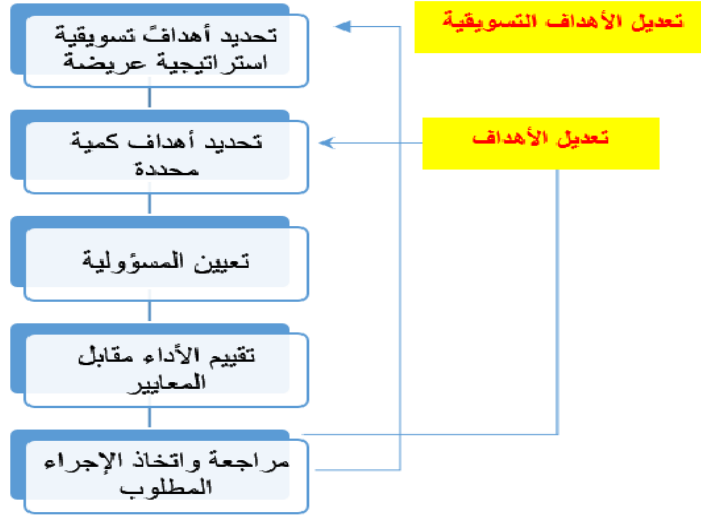 تعديل الأهداف التسويقية
تحديد أهدافً تسويقية
استراتيجية عريضة
تعديل الأهداف
تحديد أهداف كمية
محددة
تعيين المسؤولية
تقييم الأداء مقابل
المعايير
مراجعة واتخاذ الإجراء
المطلوب